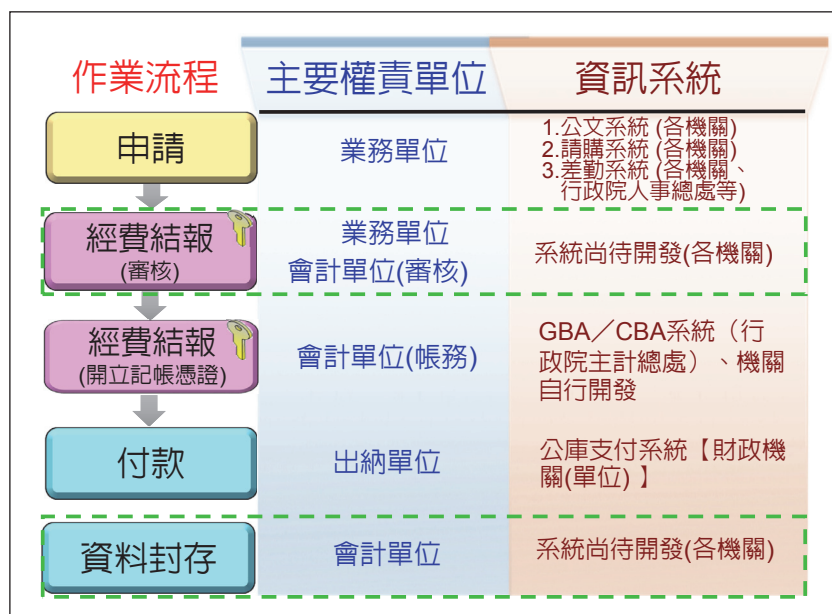 作業流程 主要權責單位 資訊系統
申請 業務單位 1.公文系統 (各機關)
2.請購系統 (各機關)
3.差勤系統 (各機關、
行政院人事總處等)
經費結報
(審核)
業務單位
會計單位(審核)
系統尚待開發(各機關)
經費結報
(開立記帳憑證)
會計單位(帳務)
GBA／CBA系統（行
政院主計總處）、機關
自行開發
付款 出納單位
公庫支付系統【財政機
關(單位) 】
資料封存 會計單位 系統尚待開發(各機關)